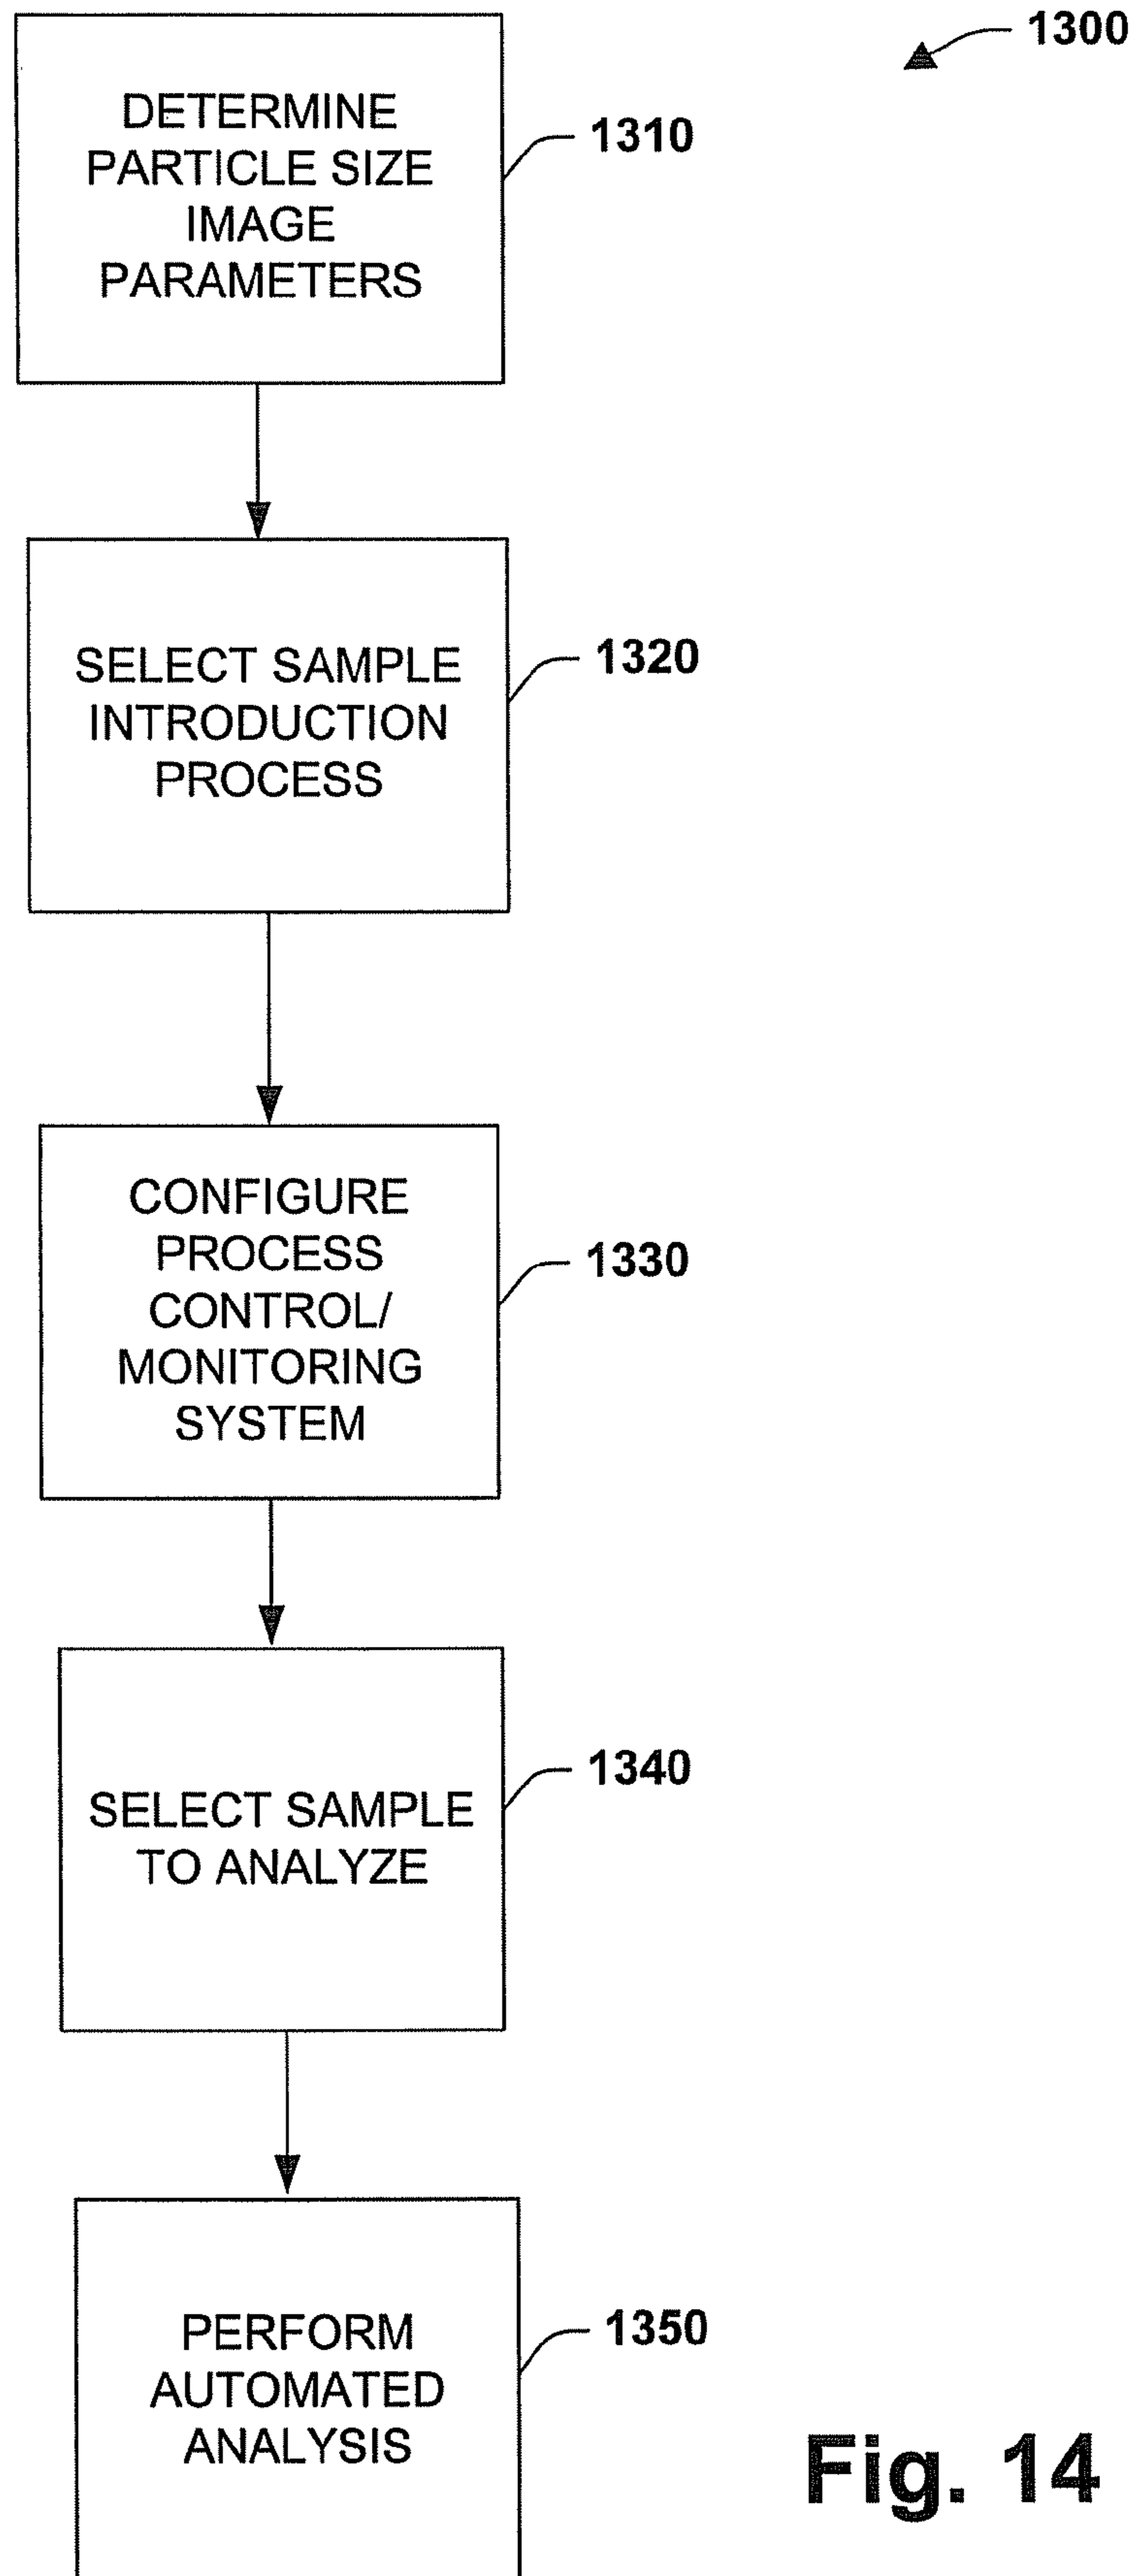 1300
DETERMINE
PARTICLE SIZE
IMAGE
PARAMETERS
1310
SELECT SAMPLE
INTRODUCTION
PROCESS
1320
CONFIGURE
PROCESS
CONTROL/
MONITORING
SYSTEM
1330
SELECT SAMPLE
TO ANALYZE
1340
PERFORM
AUTOMATED
ANALYSIS
1350
Fig. 14